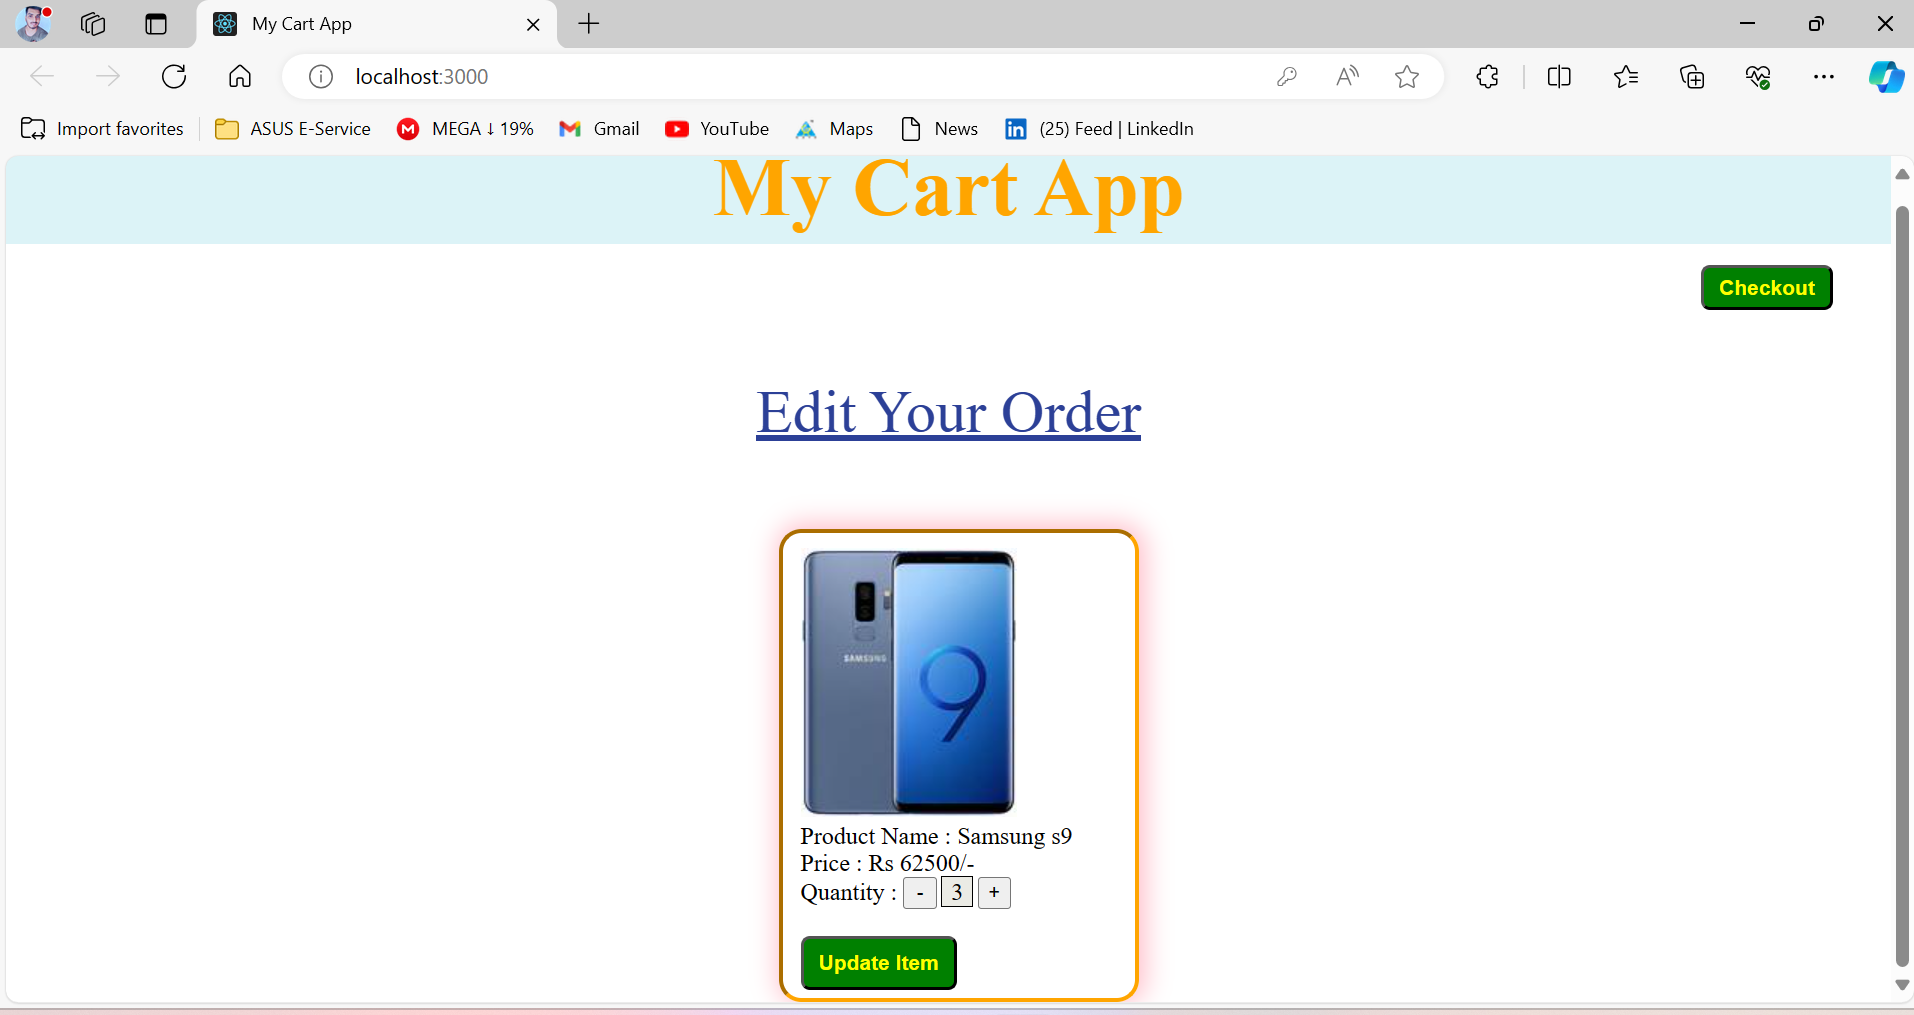 My Cart App
localhost:3000
Import favorites
ASUS E-Service
MEGA ↓ 19%
Gmail
YouTube
Maps
News
(25) Feed | LinkedIn
My Cart App
Checkout
Edit Your Order
SAMSUNG
9
Product Name : Samsung s9
Price : Rs 62500/-
Quantity : - 3 +
Update Item